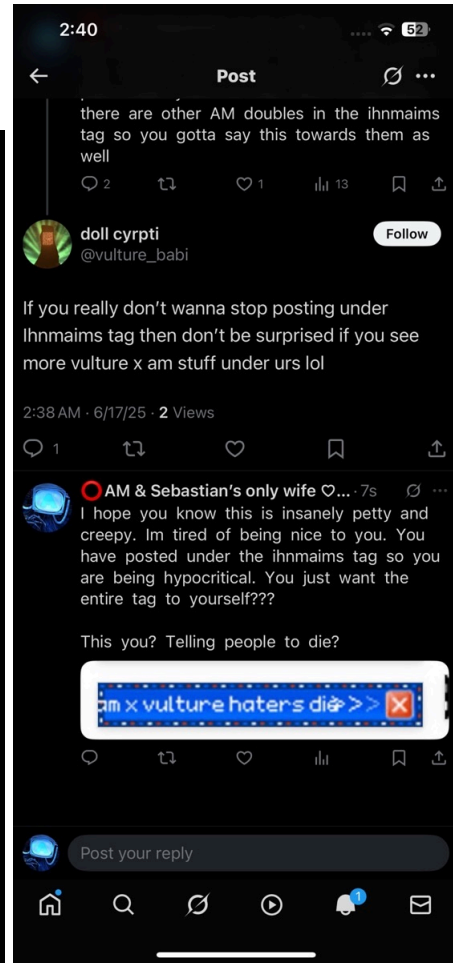 2:40
52
Post
there are other AM doubles in the ihnmaims
tag so you gotta say this towards them as
well
2 1 13
doll cyrpti
@vulture_babi
Follow
If you really don't wanna stop posting under
Ihnmaims tag then don't be surprised if you see
more vulture x am stuff under urs lol
2:38 AM · 6/17/25 · 2 Views
1
AM & Sebastian's only wife ♡... · 7s
I hope you know this is insanely petty and
creepy. Im tired of being nice to you. You
have posted under the ihnmaims tag so you
are being hypocritical. You just want the
entire tag to yourself???
This you? Telling people to die?
am x vulture haters die >>>
Post your reply
1